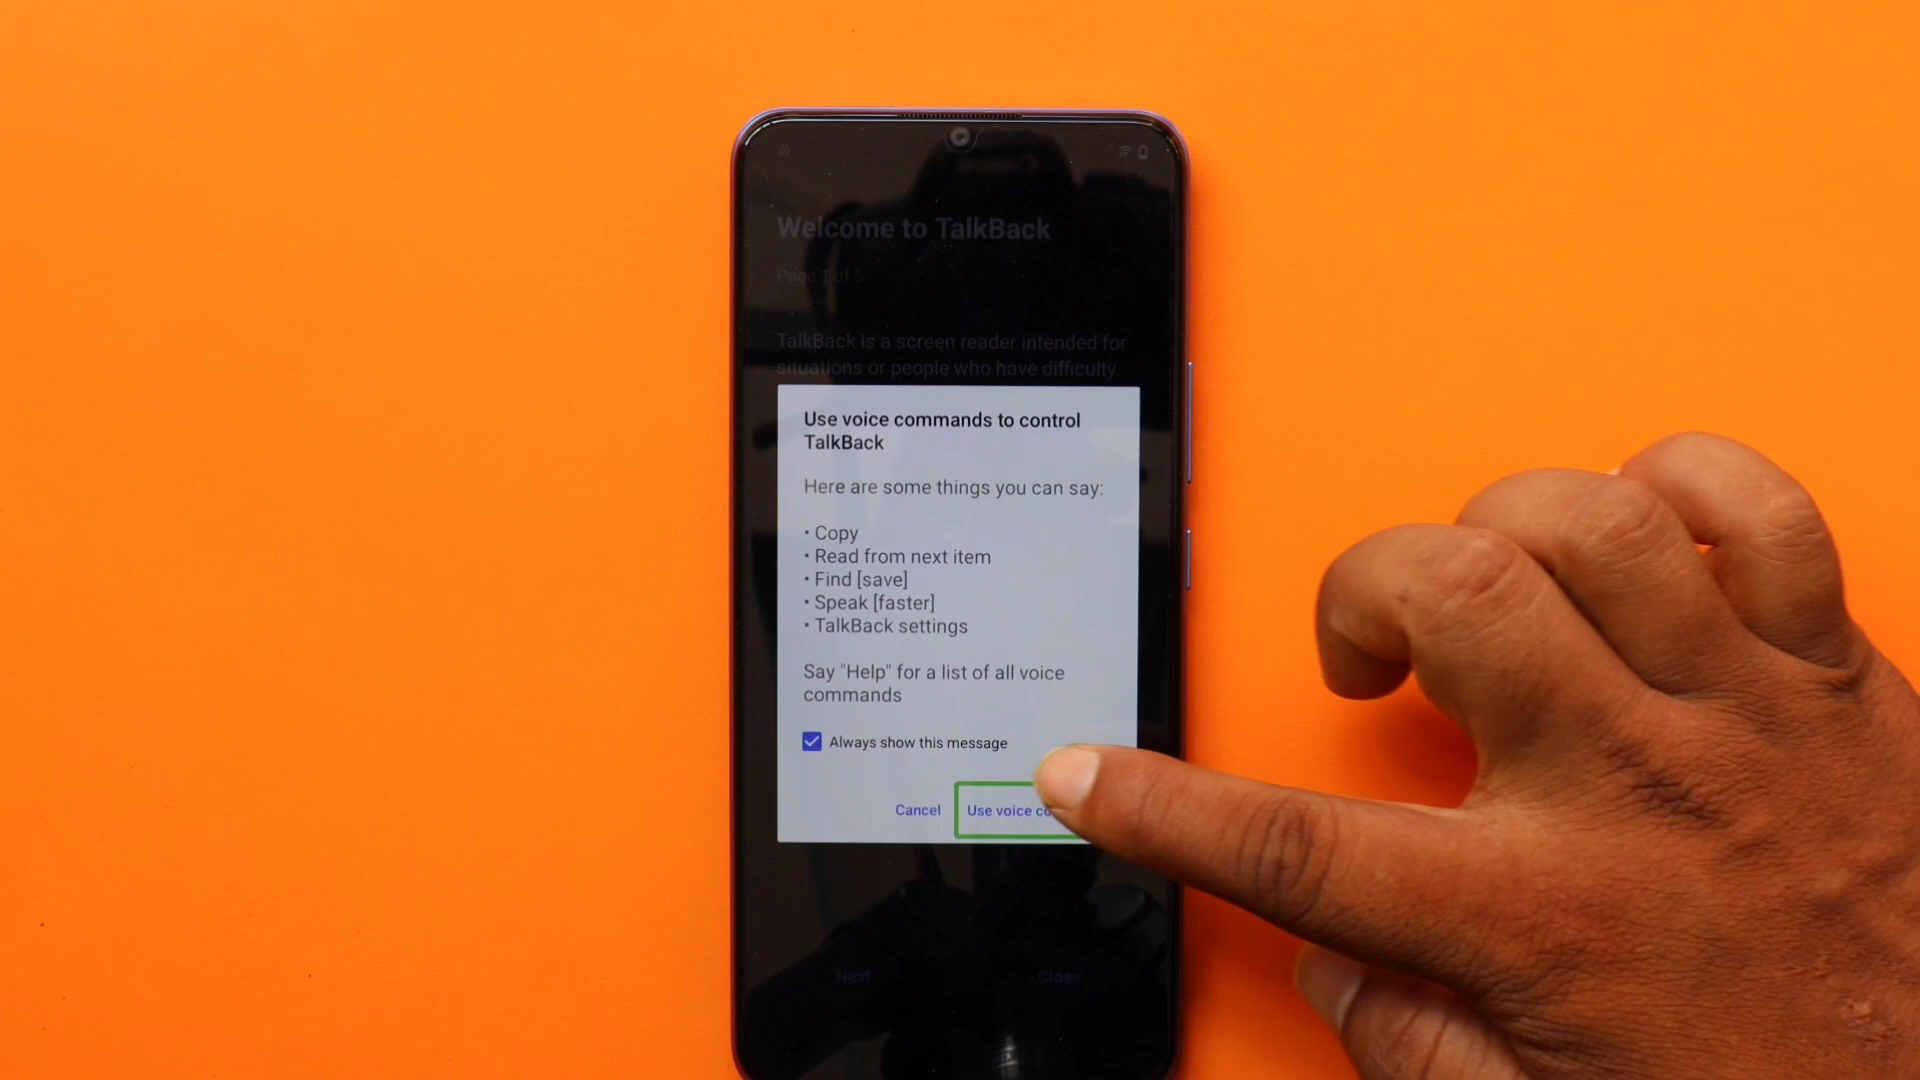 Welcome to TalkBack
Page 1 of 5
TalkBack is a screen reader intended for
situations or people who have difficulty
Use voice commands to control
TalkBack
Here are some things you can say:
• Copy
• Read from next item
• Find [save]
• Speak [faster]
• TalkBack settings
Say "Help" for a list of all voice
commands
Always show this message
Cancel
Use voice
Next
Close